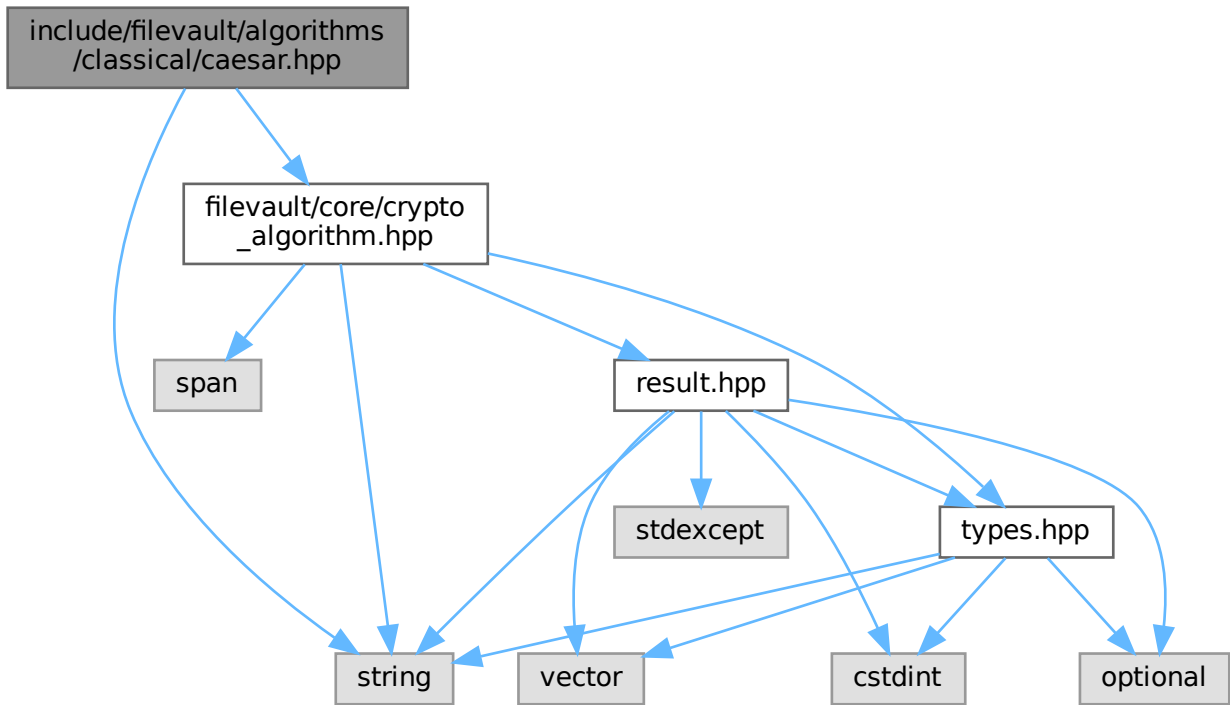 include/filevault/algorithms
/classical/caesar.hpp
filevault/core/crypto
_algorithm.hpp
span
result.hpp
stdexcept
types.hpp
string
vector
cstdint
optional